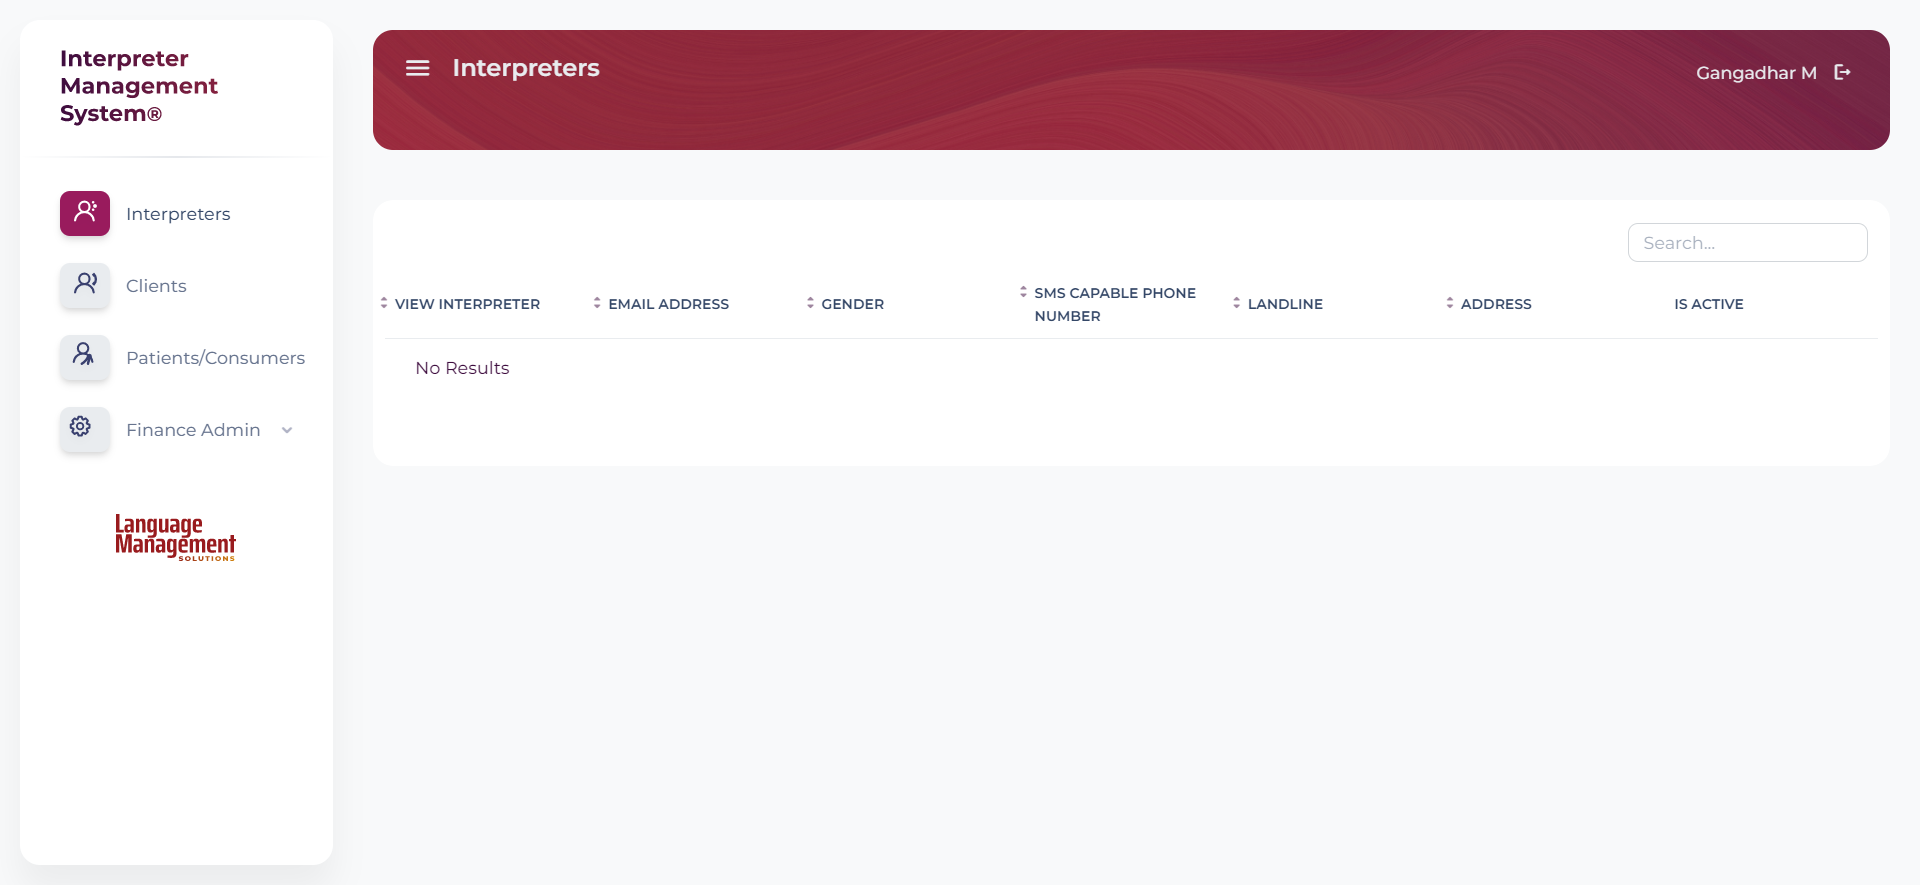 Interpreter
Management
System®
Interpreters
Clients
Patients/Consumers
Finance Admin
Language
Management
SOLUTIONS
Interpreters
Gangadhar M
Search...
VIEW INTERPRETER
EMAIL ADDRESS
GENDER
SMS CAPABLE PHONE
NUMBER
LANDLINE
ADDRESS
IS ACTIVE
No Results